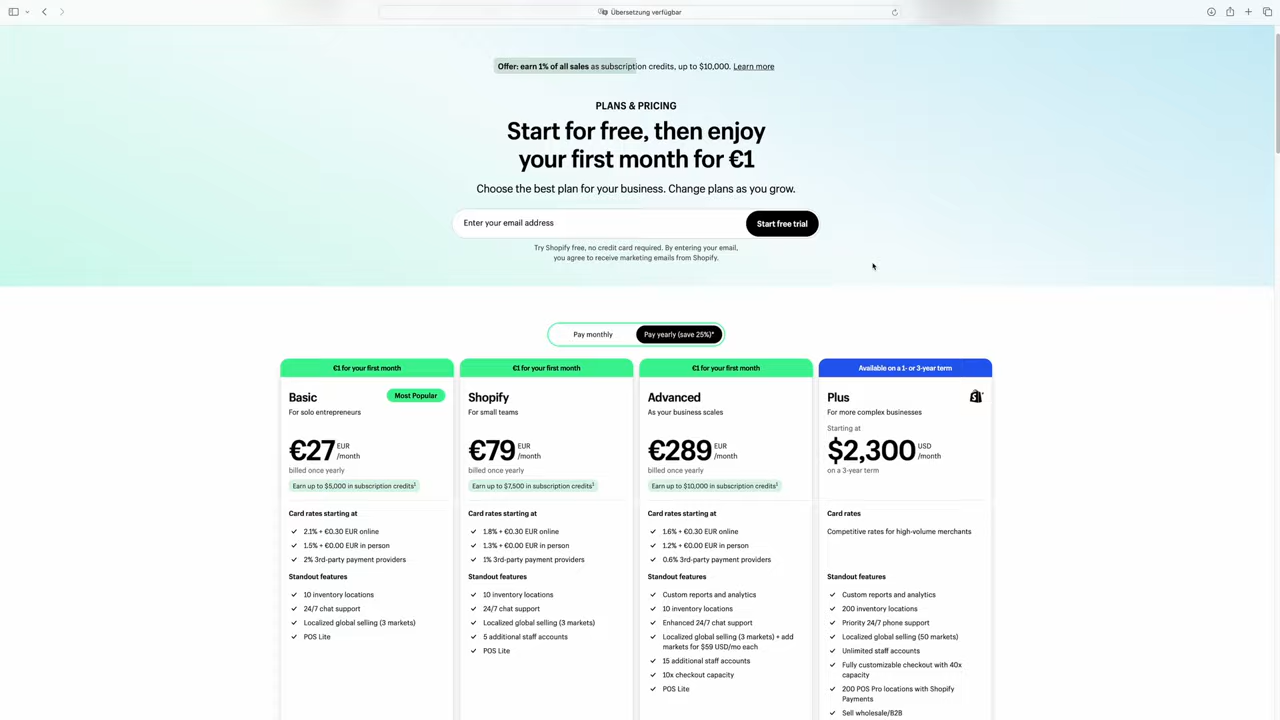 Übersetzung verfügbar
Offer: earn 1% of all sales as subscription credits, up to $10,000. Learn more
PLANS & PRICING
Start for free, then enjoy
your first month for €1
Choose the best plan for your business. Change plans as you grow.
Enter your email address
Start free trial
Try Shopify free, no credit card required. By entering your email,
you agree to receive marketing emails from Shopify.
Pay monthly
Pay yearly (save 25%)*
€1 for your first month
Basic
Most Popular
For solo entrepreneurs
€27 EUR
/month
billed once yearly
Earn up to $5,000 in subscription credits‡
Card rates starting at
2.1% + €0.30 EUR online
1.5% + €0.00 EUR in person
2% 3rd-party payment providers
Standout features
10 inventory locations
24/7 chat support
Localized global selling (3 markets)
POS Lite
€1 for your first month
Shopify
For small teams
€79 EUR
/month
billed once yearly
Earn up to $7,500 in subscription credits‡
Card rates starting at
1.8% + €0.30 EUR online
1.3% + €0.00 EUR in person
1% 3rd-party payment providers
Standout features
10 inventory locations
24/7 chat support
Localized global selling (3 markets)
5 additional staff accounts
POS Lite
€1 for your first month
Advanced
As your business scales
€289 EUR
/month
billed once yearly
Earn up to $10,000 in subscription credits‡
Card rates starting at
1.6% + €0.30 EUR online
1.2% + €0.00 EUR in person
0.6% 3rd-party payment providers
Standout features
Custom reports and analytics
10 inventory locations
Enhanced 24/7 chat support
Localized global selling (3 markets) + add
markets for $59 USD/mo each
15 additional staff accounts
10x checkout capacity
POS Lite
Available on a 1- or 3-year term
Plus
For more complex businesses
Starting at
$2,300 USD
/month
on a 3-year term
Card rates
Competitive rates for high-volume merchants
Standout features
Custom reports and analytics
200 inventory locations
Priority 24/7 phone support
Localized global selling (50 markets)
Unlimited staff accounts
Fully customizable checkout with 40x
capacity
200 POS Pro locations with Shopify
Payments
Sell wholesale/B2B